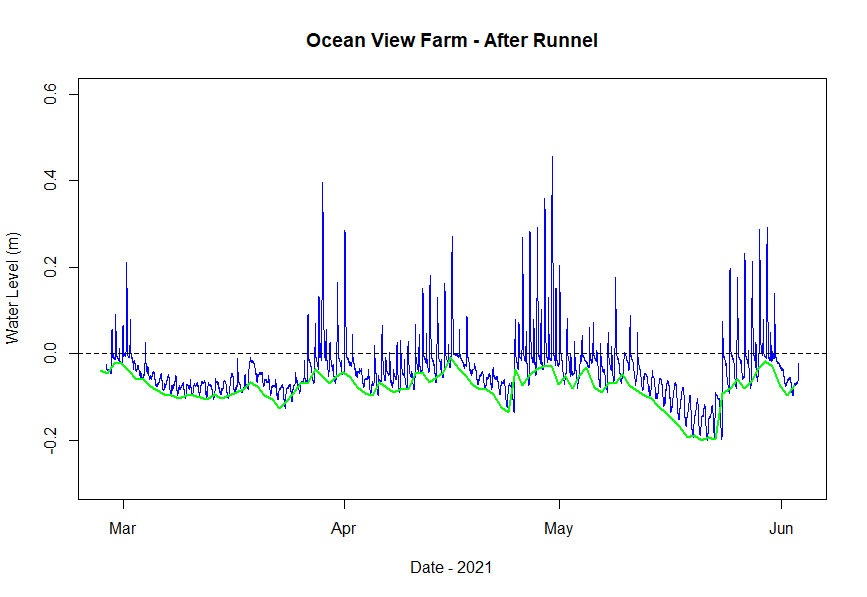 Ocean View Farm - After Runnel
0.6
0.4
0.2
0.0
-0.2
Water Level (m)
Mar Apr May Jun
Date - 2021